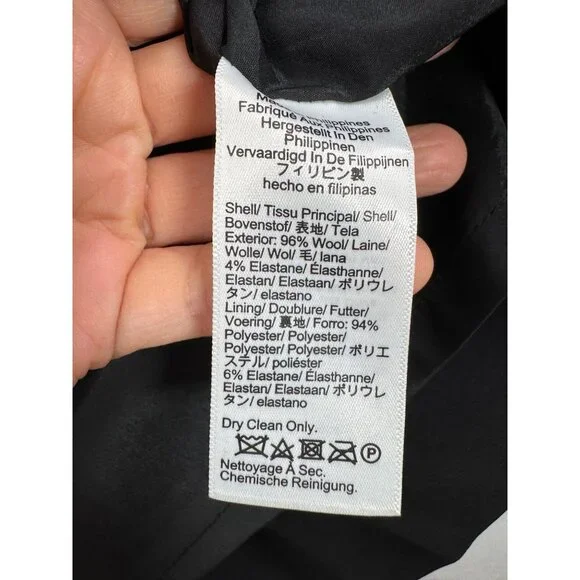 Fabrique Aux Philippines
Hergestellt In Den
Philippinen
Vervaardigd In De Filippijnen
フィリピン製
hecho en filipinas
Shell/ Tissu Principal/ Shell/
Bovenstof/ 表地/ Tela
Exterior: 96% Wool/ Laine/
Wolle/ Wol/ 毛/ lana
4% Elastane/ Élasthanne/
Elastan/ Elastaan/ ポリウレ
タン/ elastano
Lining/ Doublure/ Futter/
Voering/ 裏地/ Forro: 94%
Polyester/ Polyester/
Polyester/ Polyester/ ポリエ
ステル/ poliéster
6% Elastane/ Élasthanne/
Elastan/ Elastaan/ ポリウレ
タン/ elastano
Dry Clean Only.
P
Nettoyage À Sec.
Chemische Reinigung.